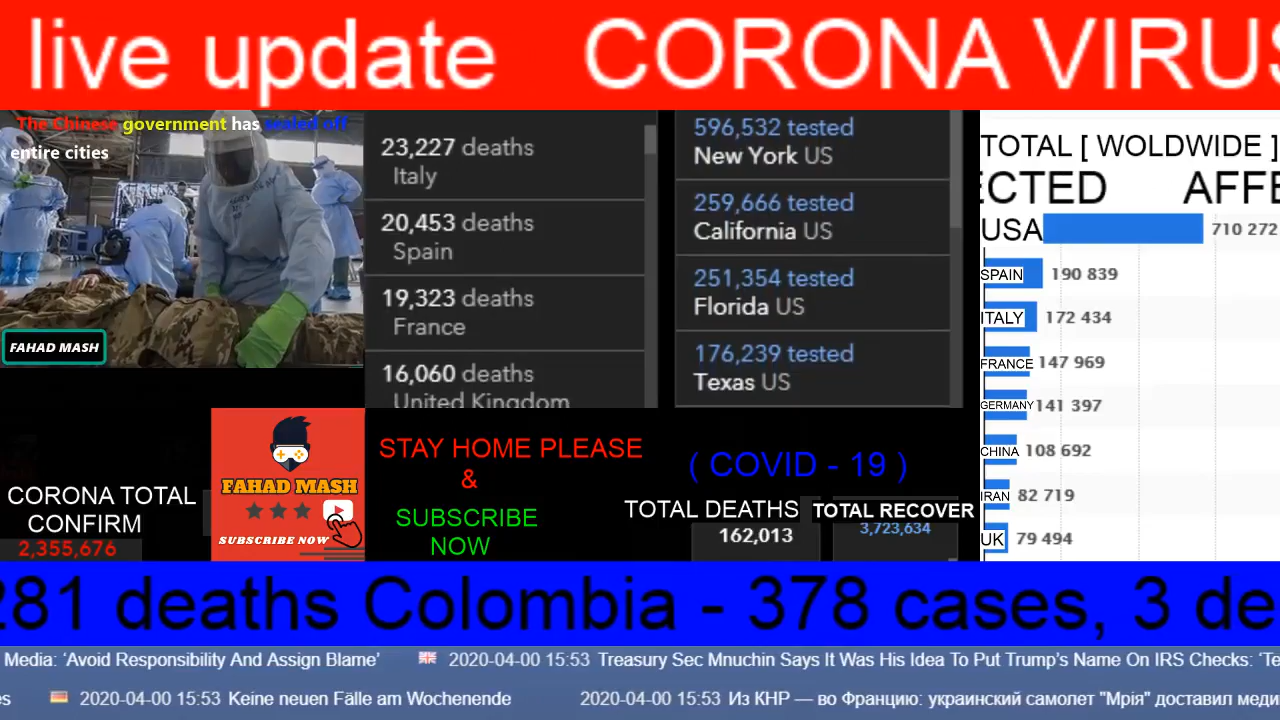 live update CORONA VIRUS
The Chinese government has sealed off
entire cities
FAHAD MASH
23,227 deaths
Italy
20,453 deaths
Spain
19,323 deaths
France
16,060 deaths
United Kingdom
596,532 tested
New York US
259,666 tested
California US
251,354 tested
Florida US
176,239 tested
Texas US
TOTAL [ WOLDWIDE ]
ECTED AFFE
USA 710 272
SPAIN 190 839
ITALY 172 434
FRANCE 147 969
GERMANY 141 397
CHINA 108 692
IRAN 82 719
UK 79 494
CORONA TOTAL
CONFIRM
2,355,676
FAHAD MASH
SUBSCRIBE NOW
STAY HOME PLEASE
&
SUBSCRIBE
NOW
( COVID - 19 )
TOTAL DEATHS
162,013
TOTAL RECOVER
3,723,634
281 deaths Colombia - 378 cases, 3 de
Media: ‘Avoid Responsibility And Assign Blame’ 2020-04-00 15:53 Treasury Sec Mnuchin Says It Was His Idea To Put Trump’s Name On IRS Checks: ‘Te
es 2020-04-00 15:53 Keine neuen Fälle am Wochenende 2020-04-00 15:53 Из КНР — во Францию: украинский самолет "Мрія" доставил меди